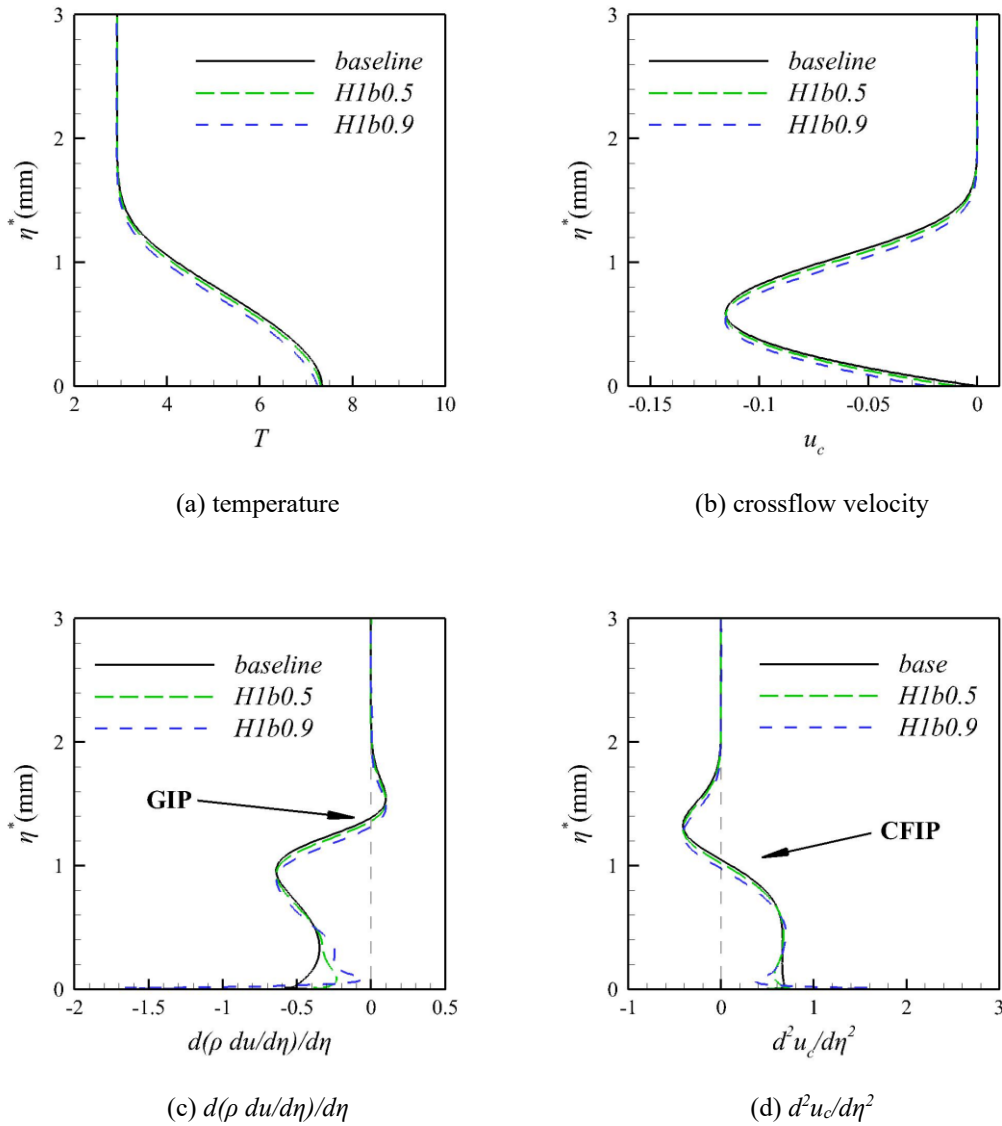 3
2
1
0
η* (mm)
baseline
H1b0.5
H1b0.9
2 4 6 8 10
T
(a) temperature
3
2
1
0
η* (mm)
baseline
H1b0.5
H1b0.9
-0.15 -0.1 -0.05 0
u_c
(b) crossflow velocity
3
2
1
0
η* (mm)
baseline
H1b0.5
H1b0.9
GIP
-2 -1.5 -1 -0.5 0 0.5
d(ρ du/dη)/dη
(c) d(ρ du/dη)/dη
3
2
1
0
η* (mm)
base
H1b0.5
H1b0.9
CFIP
-1 0 1 2 3
d²u_c/dη²
(d) d²u_c/dη²